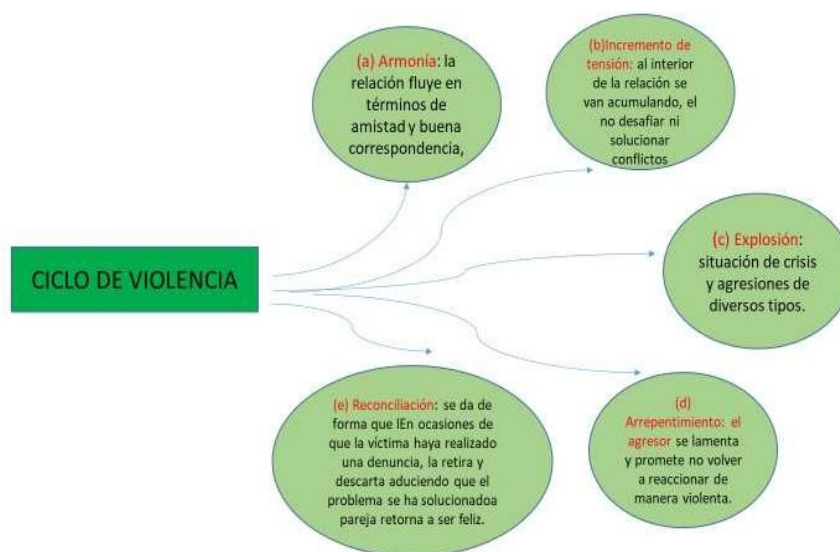 CICLO DE VIOLENCIA
(a) Armonía: la
relación fluye en
términos de
amistad y buena
correspondencia,
(b)Incremento de
tensión: al interior
de la relación se
van acumulando, el
no desafiar ni
solucionar
conflictos
(c) Explosión:
situación de crisis
y agresiones de
diversos tipos.
(d)
Arrepentimiento: el
agresor se lamenta
y promete no volver
a reaccionar de
manera violenta.
(e) Reconciliación: se da de
forma que lEn ocasiones de
que la víctima haya realizado
una denuncia, la retira y
descarta aduciendo que el
problema se ha solucionadoa
pareja retorna a ser feliz.